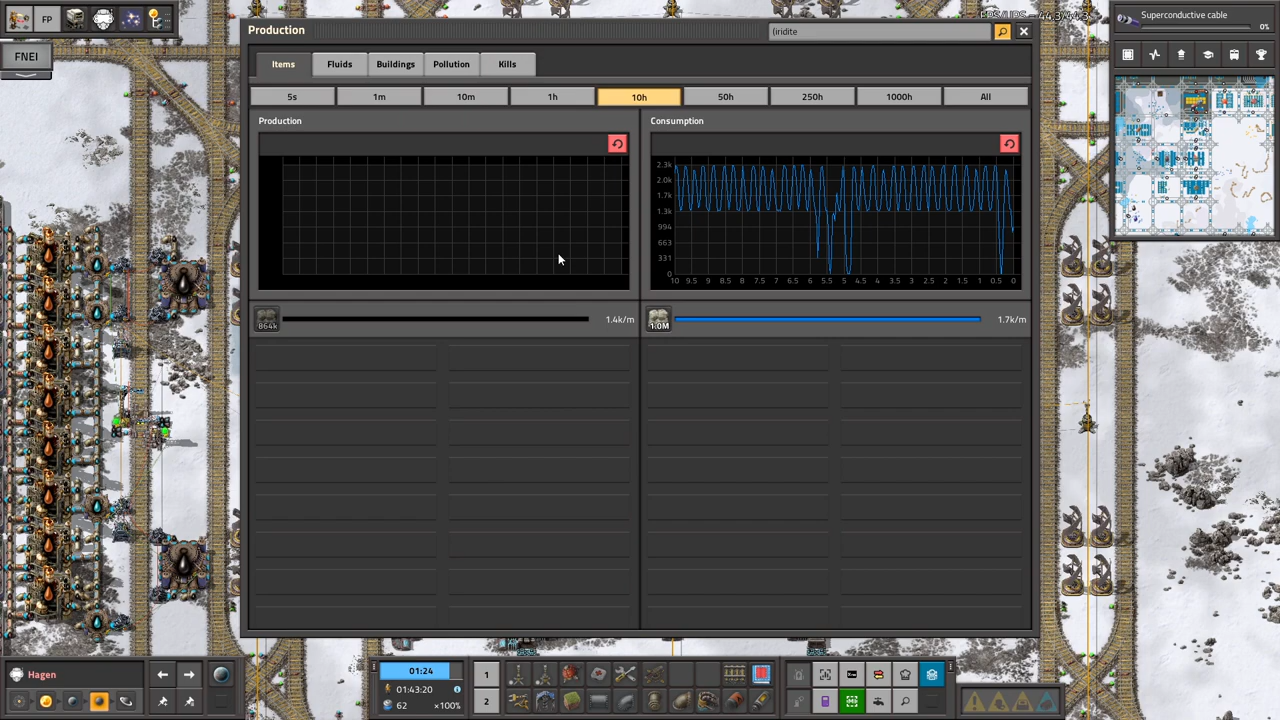 FP
FNEI
Production
(iridite
Superconductive cable
0%
Items
Fluids
Buildings
Pollution
Kills
5s
1m
10m
10h
50h
250h
1000h
All
Production
Consumption
2.3k
2.0k
1.7k
1.3k
994
663
331
0
10 9.5 9 8.5 8 7.5 7 6.5 6 5.5 5 4.5 4 3.5 3 2.5 2 1.5 1 0.5 0
864k
1.4k/m
1.0M
1.7k/m
Hagen
01:24
01:43:20
62
×100%
1
2